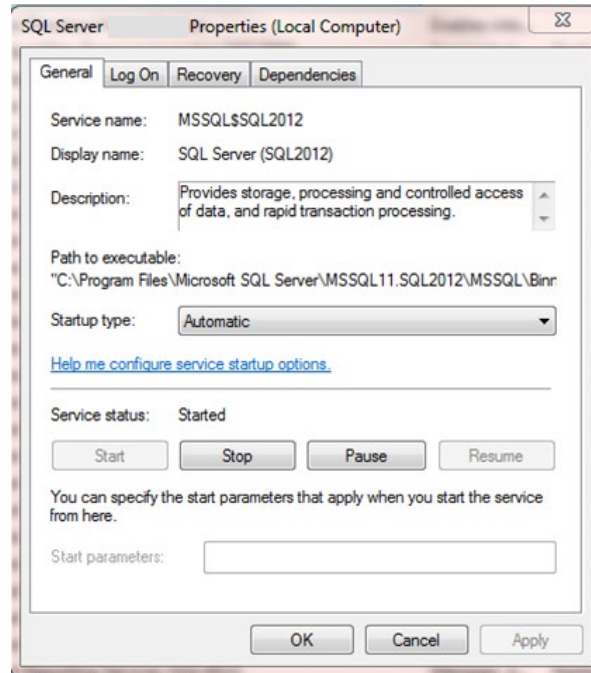 SQL Server Properties (Local Computer)
General Log On Recovery Dependencies
Service name: MSSQL$SQL2012
Display name: SQL Server (SQL2012)
Description: Provides storage, processing and controlled access
of data, and rapid transaction processing.
Path to executable:
"C:\Program Files\Microsoft SQL Server\MSSQL11.SQL2012\MSSQL\Binr
Startup type: Automatic
Help me configure service startup options.
Service status: Started
Start Stop Pause Resume
You can specify the start parameters that apply when you start the service
from here.
Start parameters:
OK Cancel Apply